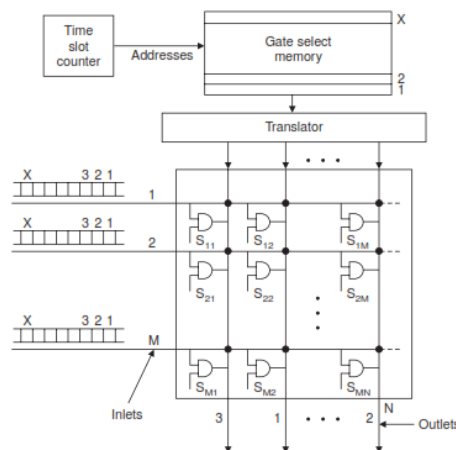 Time
slot
counter
Addresses
Gate select
memory
X
2
1
Translator
X 3 2 1
1
S11 S12 S1M
X 3 2 1
2
S21 S22 S2M
X 3 2 1
M
SM1 SM2 SMN
Inlets
N
3 1 2
Outlets